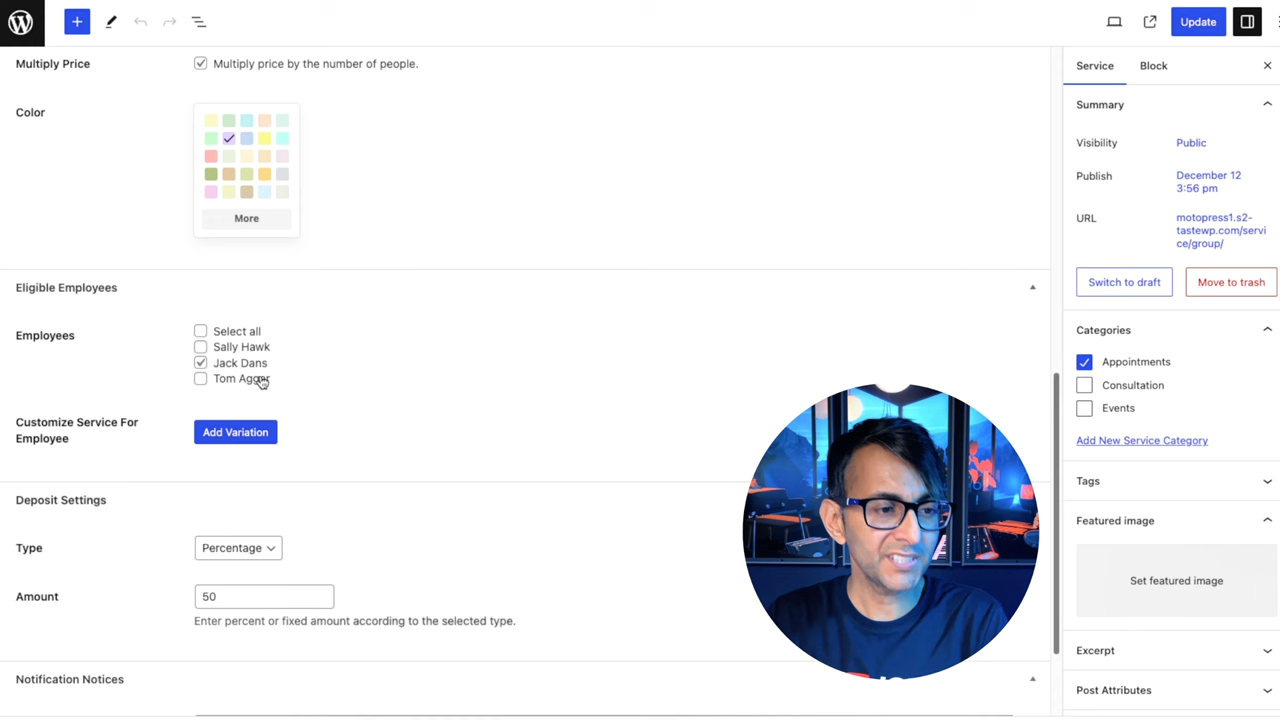 Update
Multiply Price
Multiply price by the number of people.
Color
More
Eligible Employees
Employees
Select all
Sally Hawk
Jack Dans
Tom Agger
Customize Service For
Employee
Add Variation
Deposit Settings
Type
Percentage
Amount
50
Enter percent or fixed amount according to the selected type.
Notification Notices
Service
Block
Summary
Visibility
Public
Publish
December 12
3:56 pm
URL
motopress1.s2-
tastewp.com/servi
ce/group/
Switch to draft
Move to trash
Categories
Appointments
Consultation
Events
Add New Service Category
Tags
Featured image
Set featured image
Excerpt
Post Attributes